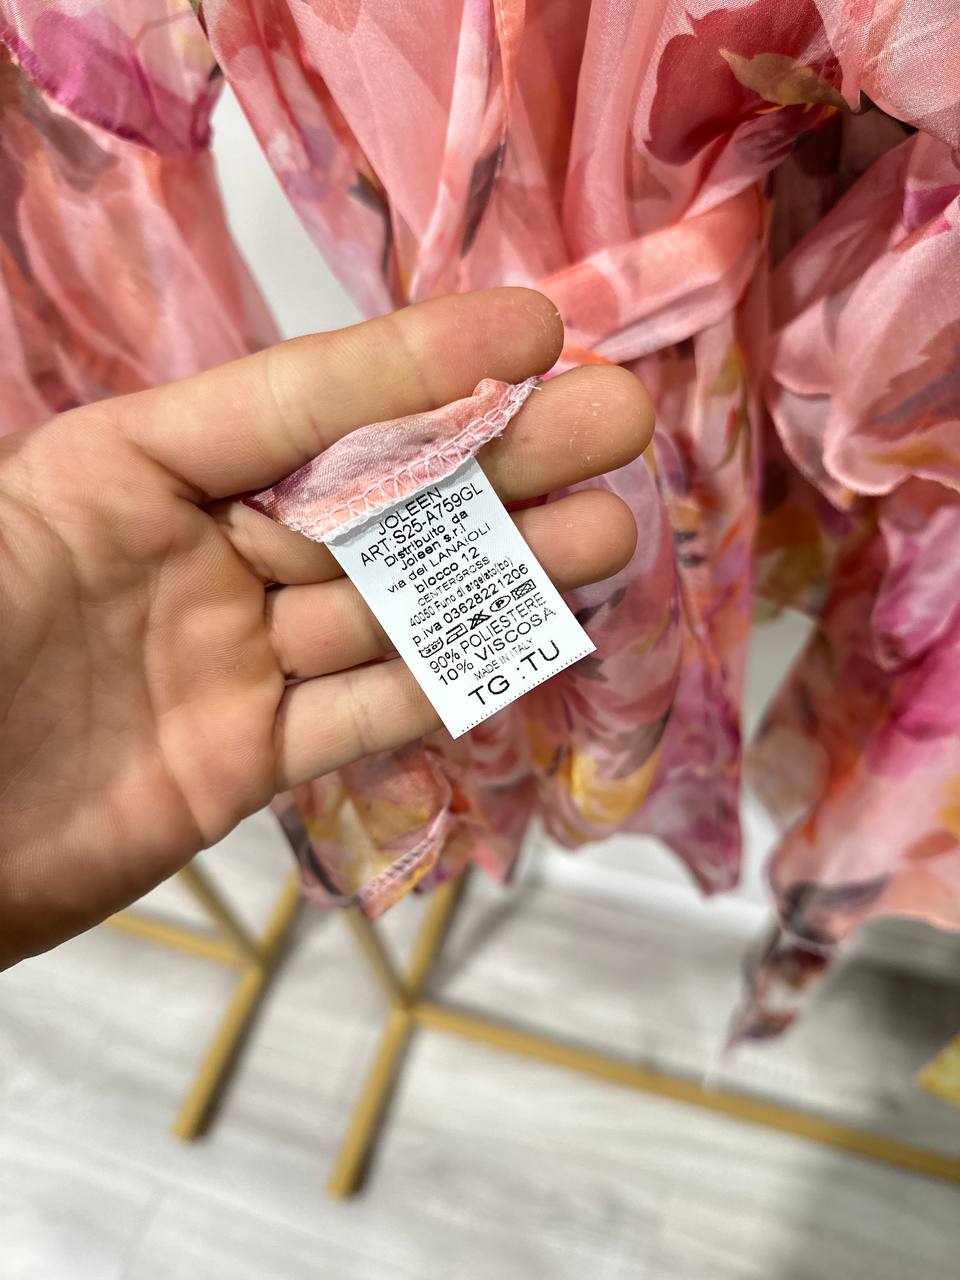 JOLEEN
ART:S25-A759GL
Distribuito da
Joleen s.r.l
via dei LANAIOLI
blocco 12
CENTERGROSS
40050 Funo di argelato(bo)
p.iva 03628221206
90% POLIESTERE
10% VISCOSA
MADE IN ITALY
TG :TU